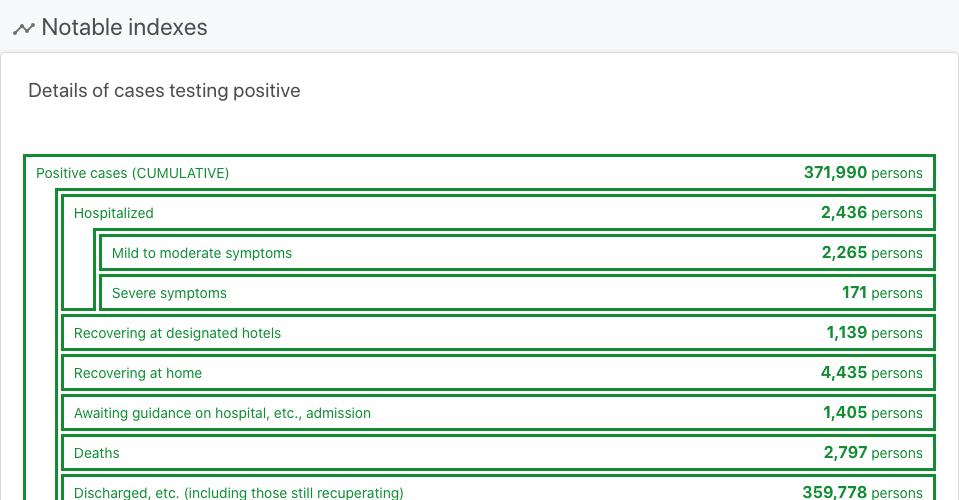 Notable indexes
Details of cases testing positive
Positive cases (CUMULATIVE) 371,990 persons
Hospitalized 2,436 persons
Mild to moderate symptoms 2,265 persons
Severe symptoms 171 persons
Recovering at designated hotels 1,139 persons
Recovering at home 4,435 persons
Awaiting guidance on hospital, etc., admission 1,405 persons
Deaths 2,797 persons
Discharged, etc. (including those still recuperating) 359,778 persons